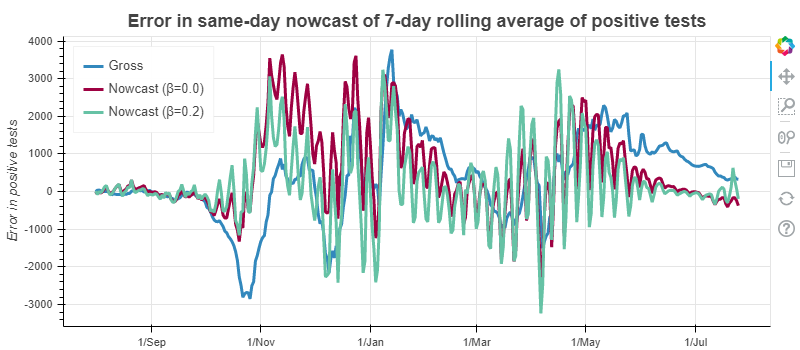 Error in same-day nowcast of 7-day rolling average of positive tests
Error in positive tests
4000
3000
2000
1000
0
-1000
-2000
-3000
Gross
Nowcast (β=0.0)
Nowcast (β=0.2)
1/Sep
1/Nov
1/Jan
1/Mar
1/May
1/Jul